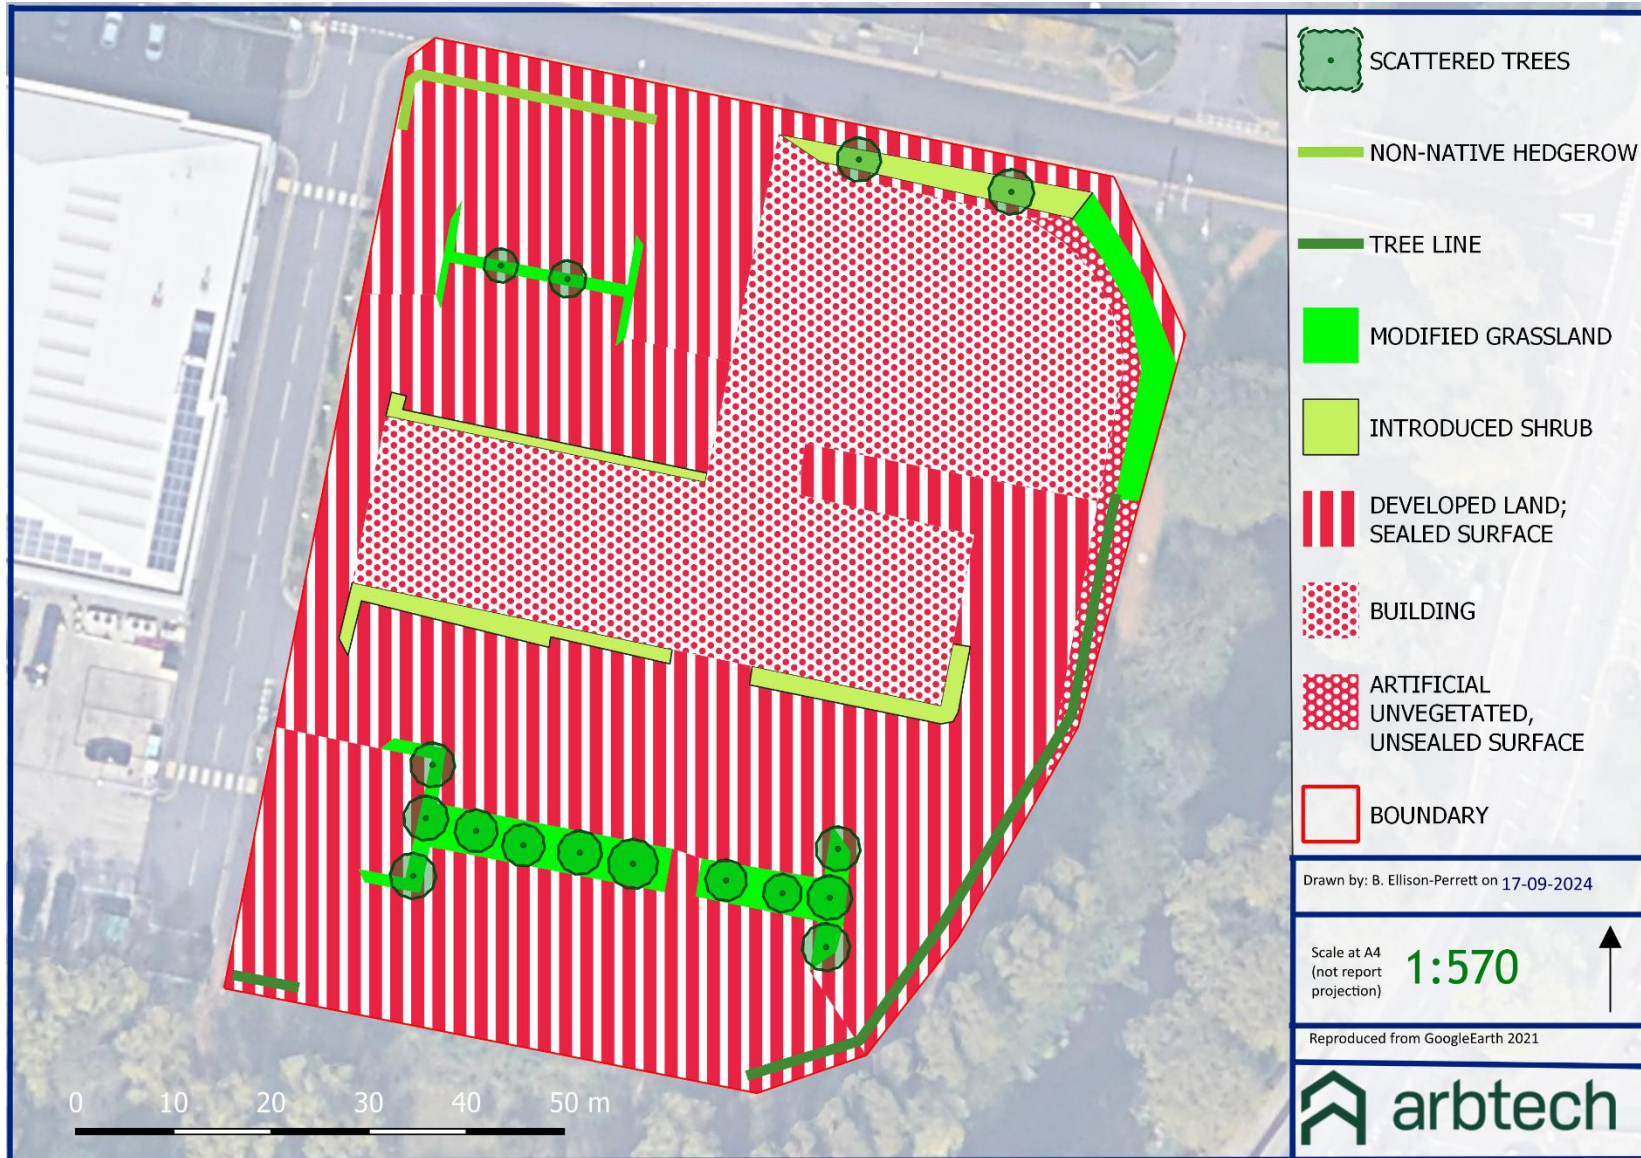 SCATTERED TREES
NON-NATIVE HEDGEROW
TREE LINE
MODIFIED GRASSLAND
INTRODUCED SHRUB
DEVELOPED LAND;
SEALED SURFACE
BUILDING
ARTIFICIAL
UNVEGETATED,
UNSEALED SURFACE
BOUNDARY
Drawn by: B. Ellison-Perrett on 17-09-2024
Scale at A4
(not report
projection)
1:570
Reproduced from GoogleEarth 2021
arbtech
0 10 20 30 40 50 m